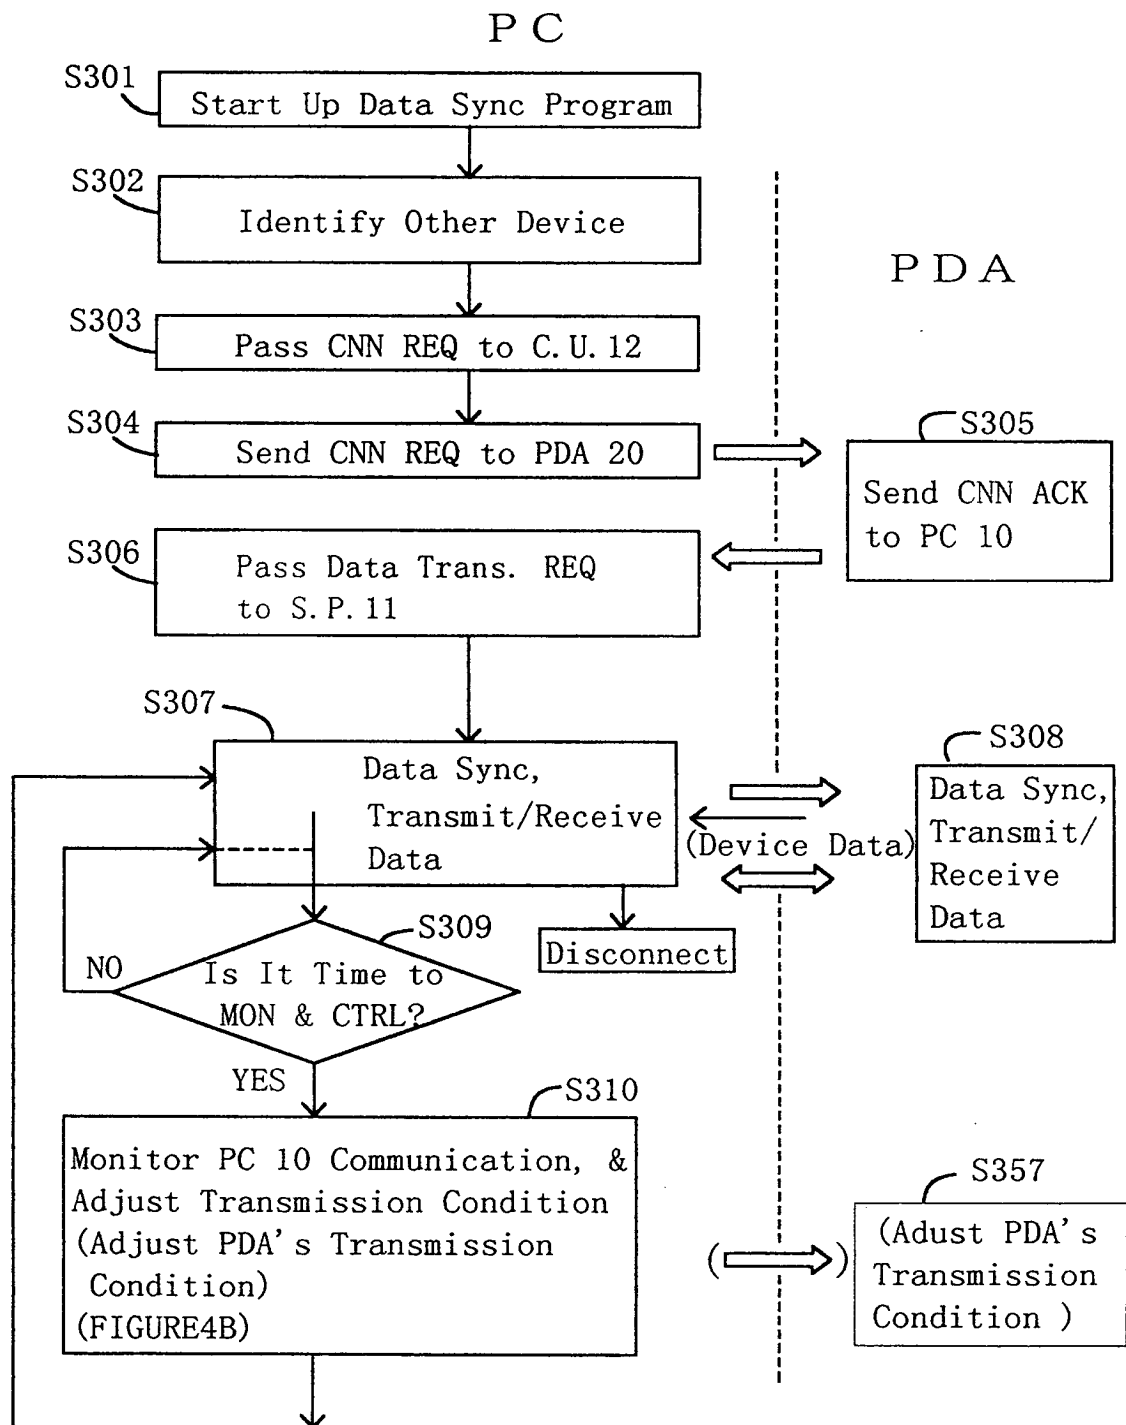 PC
S301
Start Up Data Sync Program
S302
Identify Other Device
PDA
S303
Pass CNN REQ to C.U.12
S304
Send CNN REQ to PDA 20
S305
Send CNN ACK
to PC 10
S306
Pass Data Trans. REQ
to S.P.11
S307
Data Sync,
Transmit/Receive
Data
(Device Data)
S308
Data Sync,
Transmit/
Receive
Data
Disconnect
S309
Is It Time to
MON & CTRL?
NO
YES
S310
Monitor PC 10 Communication, &
Adjust Transmission Condition
(Adjust PDA's Transmission
Condition)
(FIGURE4B)
( )
S357
(Adust PDA's
Transmission
Condition )